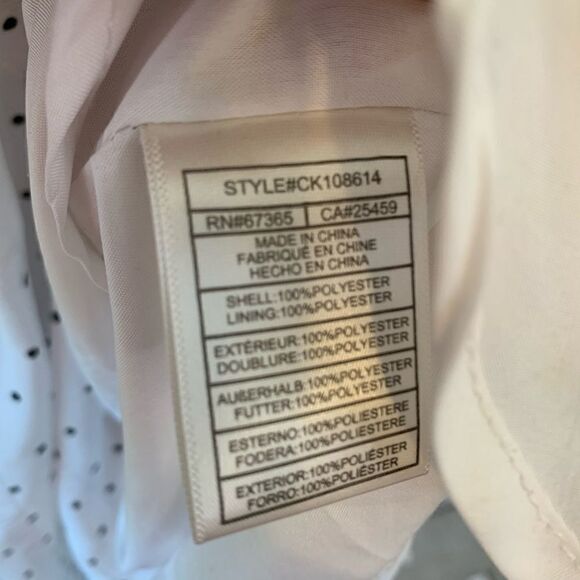 STYLE#CK108614
RN#67365 CA#25459
MADE IN CHINA
FABRIQUÉ EN CHINE
HECHO EN CHINA
SHELL:100%POLYESTER
LINING:100%POLYESTER
EXTÉRIEUR:100%POLYESTER
DOUBLURE:100%POLYESTER
AUßERHALB:100%POLYESTER
FUTTER:100%POLYESTER
ESTERNO:100%POLIESTERE
FODERA:100%POLIESTERE
EXTERIOR:100%POLIÉSTER
FORRO:100%POLIÉSTER